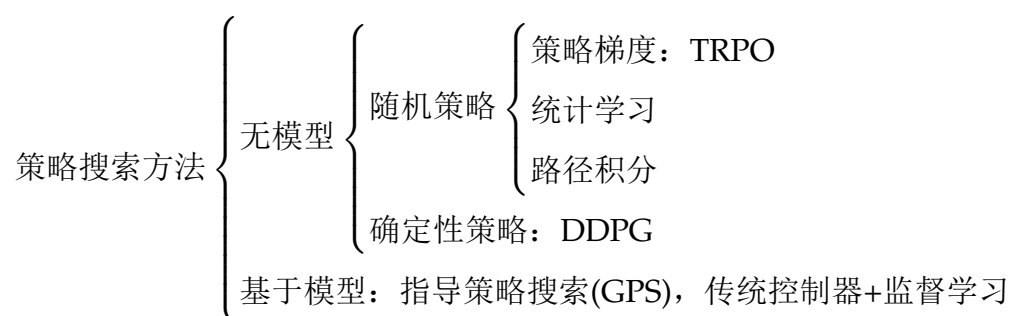 策略搜索方法
无模型
随机策略
策略梯度：TRPO
统计学习
路径积分
确定性策略：DDPG
基于模型：指导策略搜索(GPS)，传统控制器+监督学习